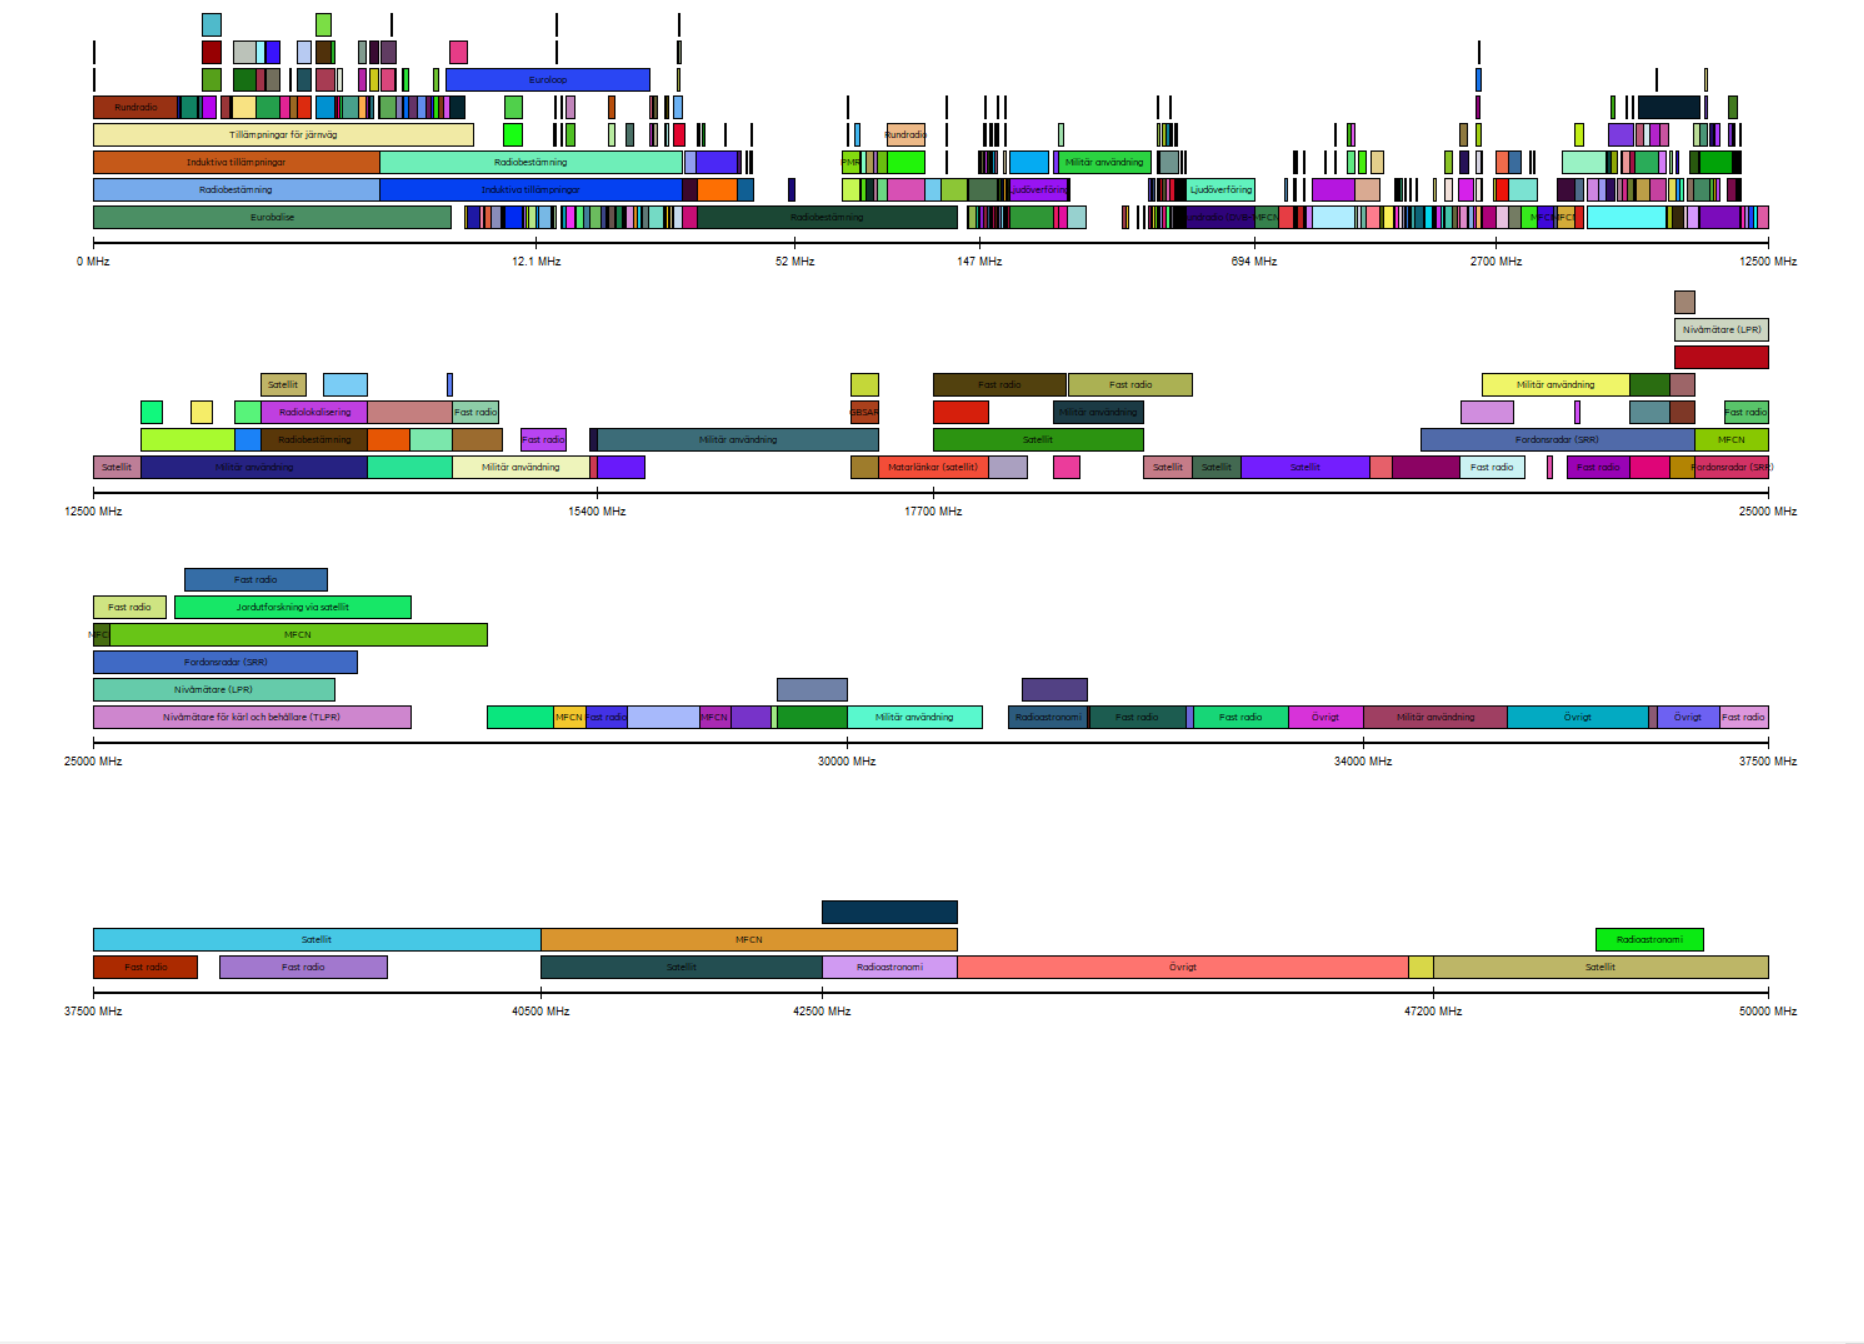 Euroloop
Rundradio
Tillämpningar för järnväg Rundradio
Induktiva tillämpningar Radiobestämning PMR Militär användning
Radiobestämning Induktiva tillämpningar Ljudöverföring Ljudöverföring
Eurobalise Radiobestämning MFCN
0 MHz 12.1 MHz 52 MHz 147 MHz 694 MHz 2700 MHz 12500 MHz
Nivåmätare (LPR)
Satellit Fast radio Fast radio Militär användning
Radiolokalisering Fast radio GBSAR Militär användning Fast radio
Radiobestämning Fast radio Militär användning Satellit Fordonsradar (SRR) MFCN
Satellit Militär användning Militär användning Matarlänkar (satellit) Satellit Satellit Satellit Fast radio Fast radio Fordonsradar (SRR)
12500 MHz 15400 MHz 17700 MHz 25000 MHz
Fast radio
Fast radio Jordutforskning via satellit
MFCN
Fordonsradar (SRR)
Nivåmätare (LPR)
Nivåmätare för kärl och behållare (TLPR) MFCN Fast radio MFCN Militär användning Radioastronomi Fast radio Fast radio Övrigt Militär användning Övrigt Övrigt Fast radio
25000 MHz 30000 MHz 34000 MHz 37500 MHz
Satellit MFCN Radioastronomi
Fast radio Fast radio Satellit Radioastronomi Övrigt Satellit
37500 MHz 40500 MHz 42500 MHz 47200 MHz 50000 MHz